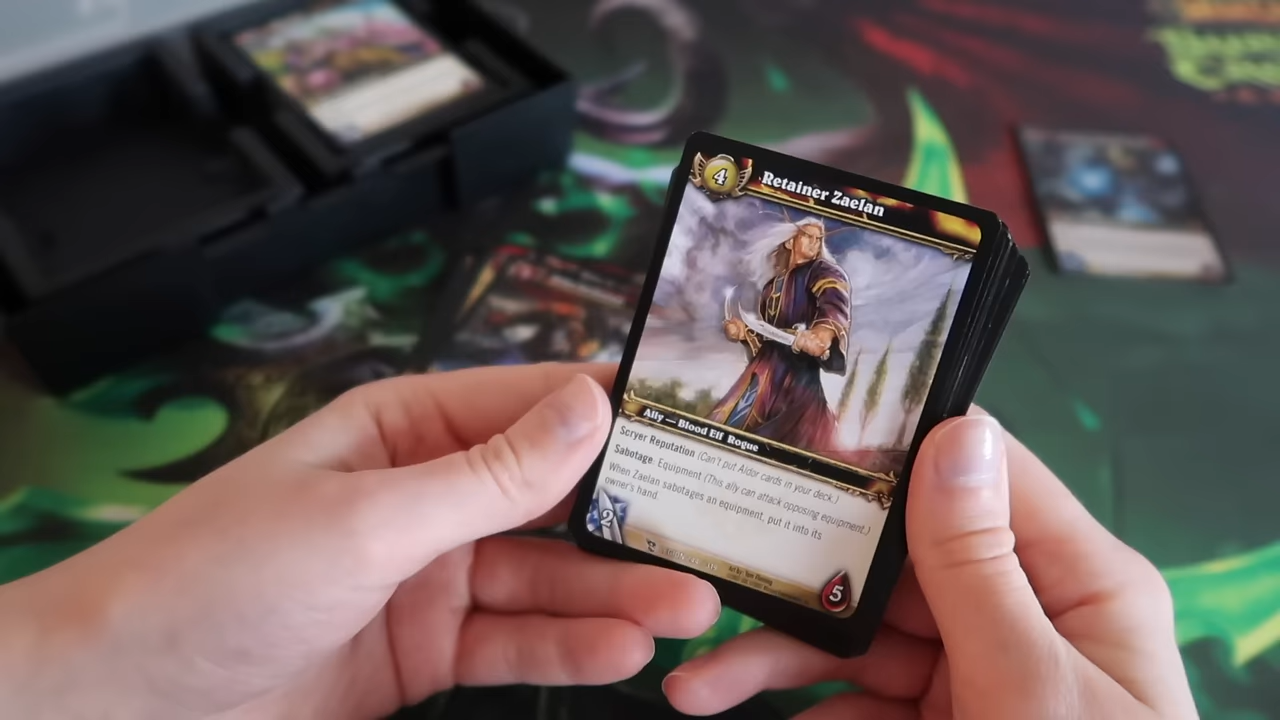 4
Retainer Zaelan
Ally — Blood Elf Rogue
Scryer Reputation (Can't put Aldor cards in your deck.)
Sabotage: Equipment (This ally can attack opposing equipment.)
When Zaelan sabotages an equipment, put it into its
owner's hand.
2
5